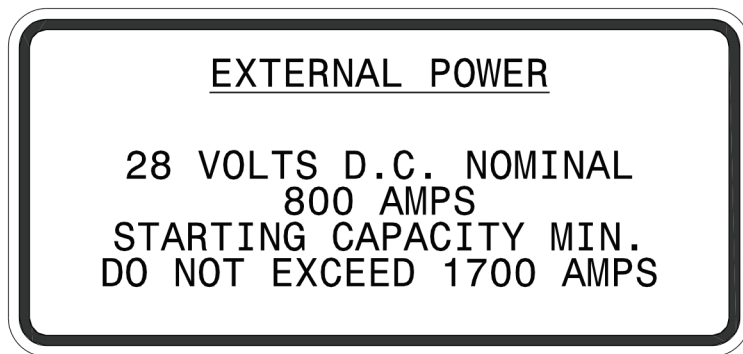 EXTERNAL POWER
28 VOLTS D.C. NOMINAL
800 AMPS
STARTING CAPACITY MIN.
DO NOT EXCEED 1700 AMPS